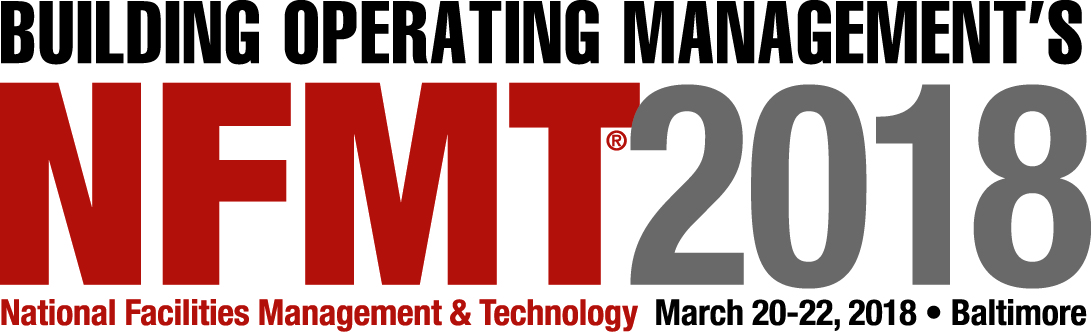 BUILDING OPERATING MANAGEMENT'S
NFMT®2018
National Facilities Management & Technology March 20-22, 2018 • Baltimore